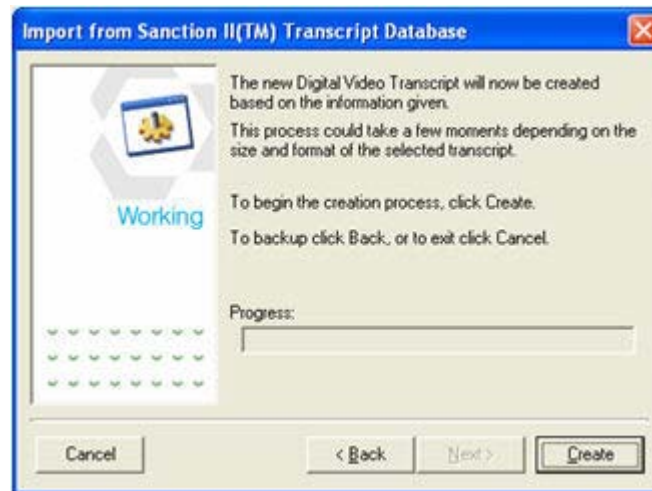 Import from Sanction II(TM) Transcript Database
The new Digital Video Transcript will now be created
based on the information given.
This process could take a few moments depending on the
size and format of the selected transcript.
To begin the creation process, click Create.
To backup click Back, or to exit click Cancel.
Working
Progress:
Cancel
< Back
Next >
Create